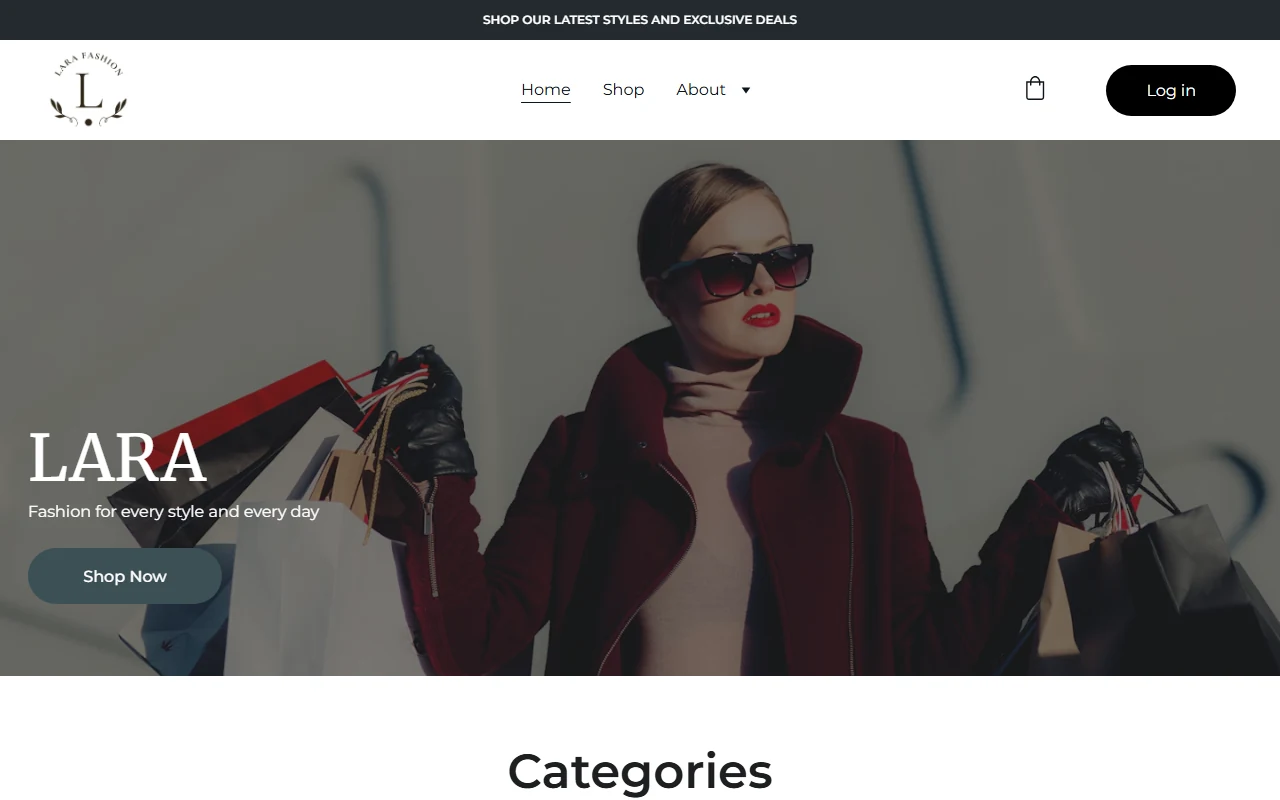 SHOP OUR LATEST STYLES AND EXCLUSIVE DEALS
LARA FASHION
L
Home
Shop
About
Log in
LARA
Fashion for every style and every day
Shop Now
Categories